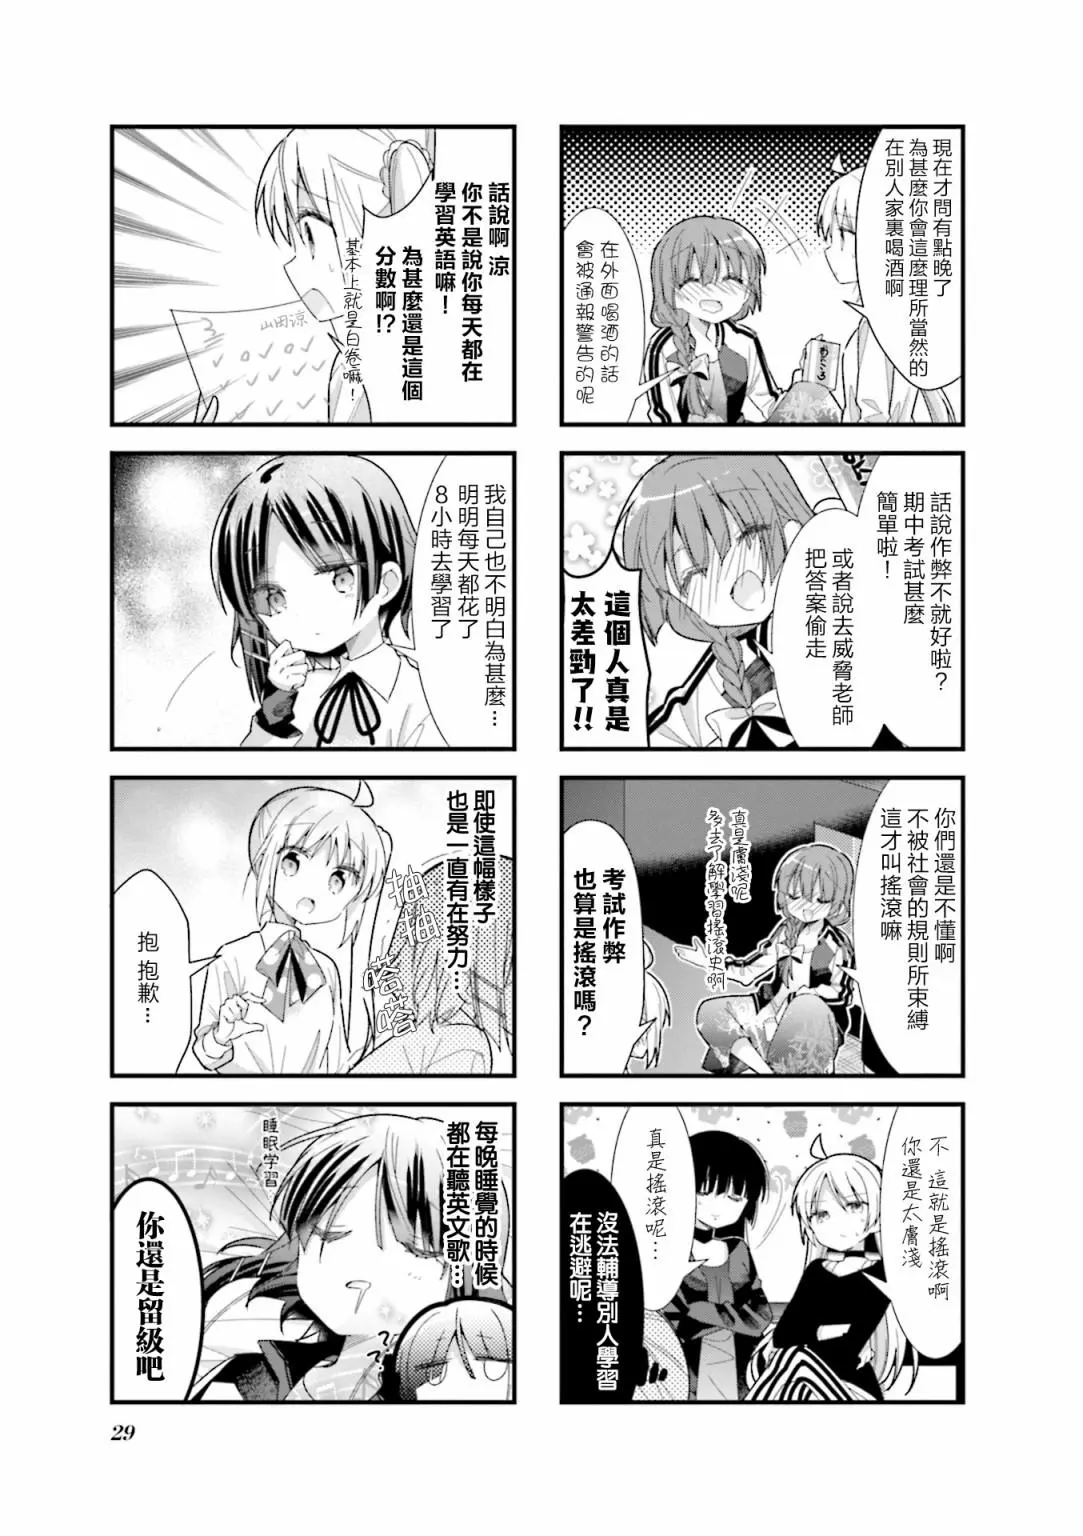 現在才問有點晚了
為甚麼你會這麼理所當然的
在別人家裏喝酒啊
在外面喝酒的話
會被通報警告的呢
おにころ
話說作弊不就好啦?
期中考試甚麼
簡單啦!
或者說去威脅老師
把答案偷走
這個人真是
太差勁了!!
你們還是不懂啊
不被社會的規則所束縛
這才叫搖滾嘛
真是膚淺呢
多去了解學習搖滾史啊
考試作弊
也算是搖滾嗎?
不 這就是搖滾啊
你還是太膚淺
真是搖滾呢…
沒法輔導別人學習
在逃避呢…
話說啊 涼
你不是說你每天都在
學習英語嘛!
為甚麼還是這個
分數啊!?
基本上就是白卷嘛!
山田涼
3
我自己也不明白為甚麼…
明明每天都花了
8小時去學習了
即使這幅樣子
也是一直有在努力…
抽
抽
嗒
嗒
抱 抱歉…
每晚睡覺的時候
都在聽英文歌…
睡眠学習
???
你還是留級吧
29